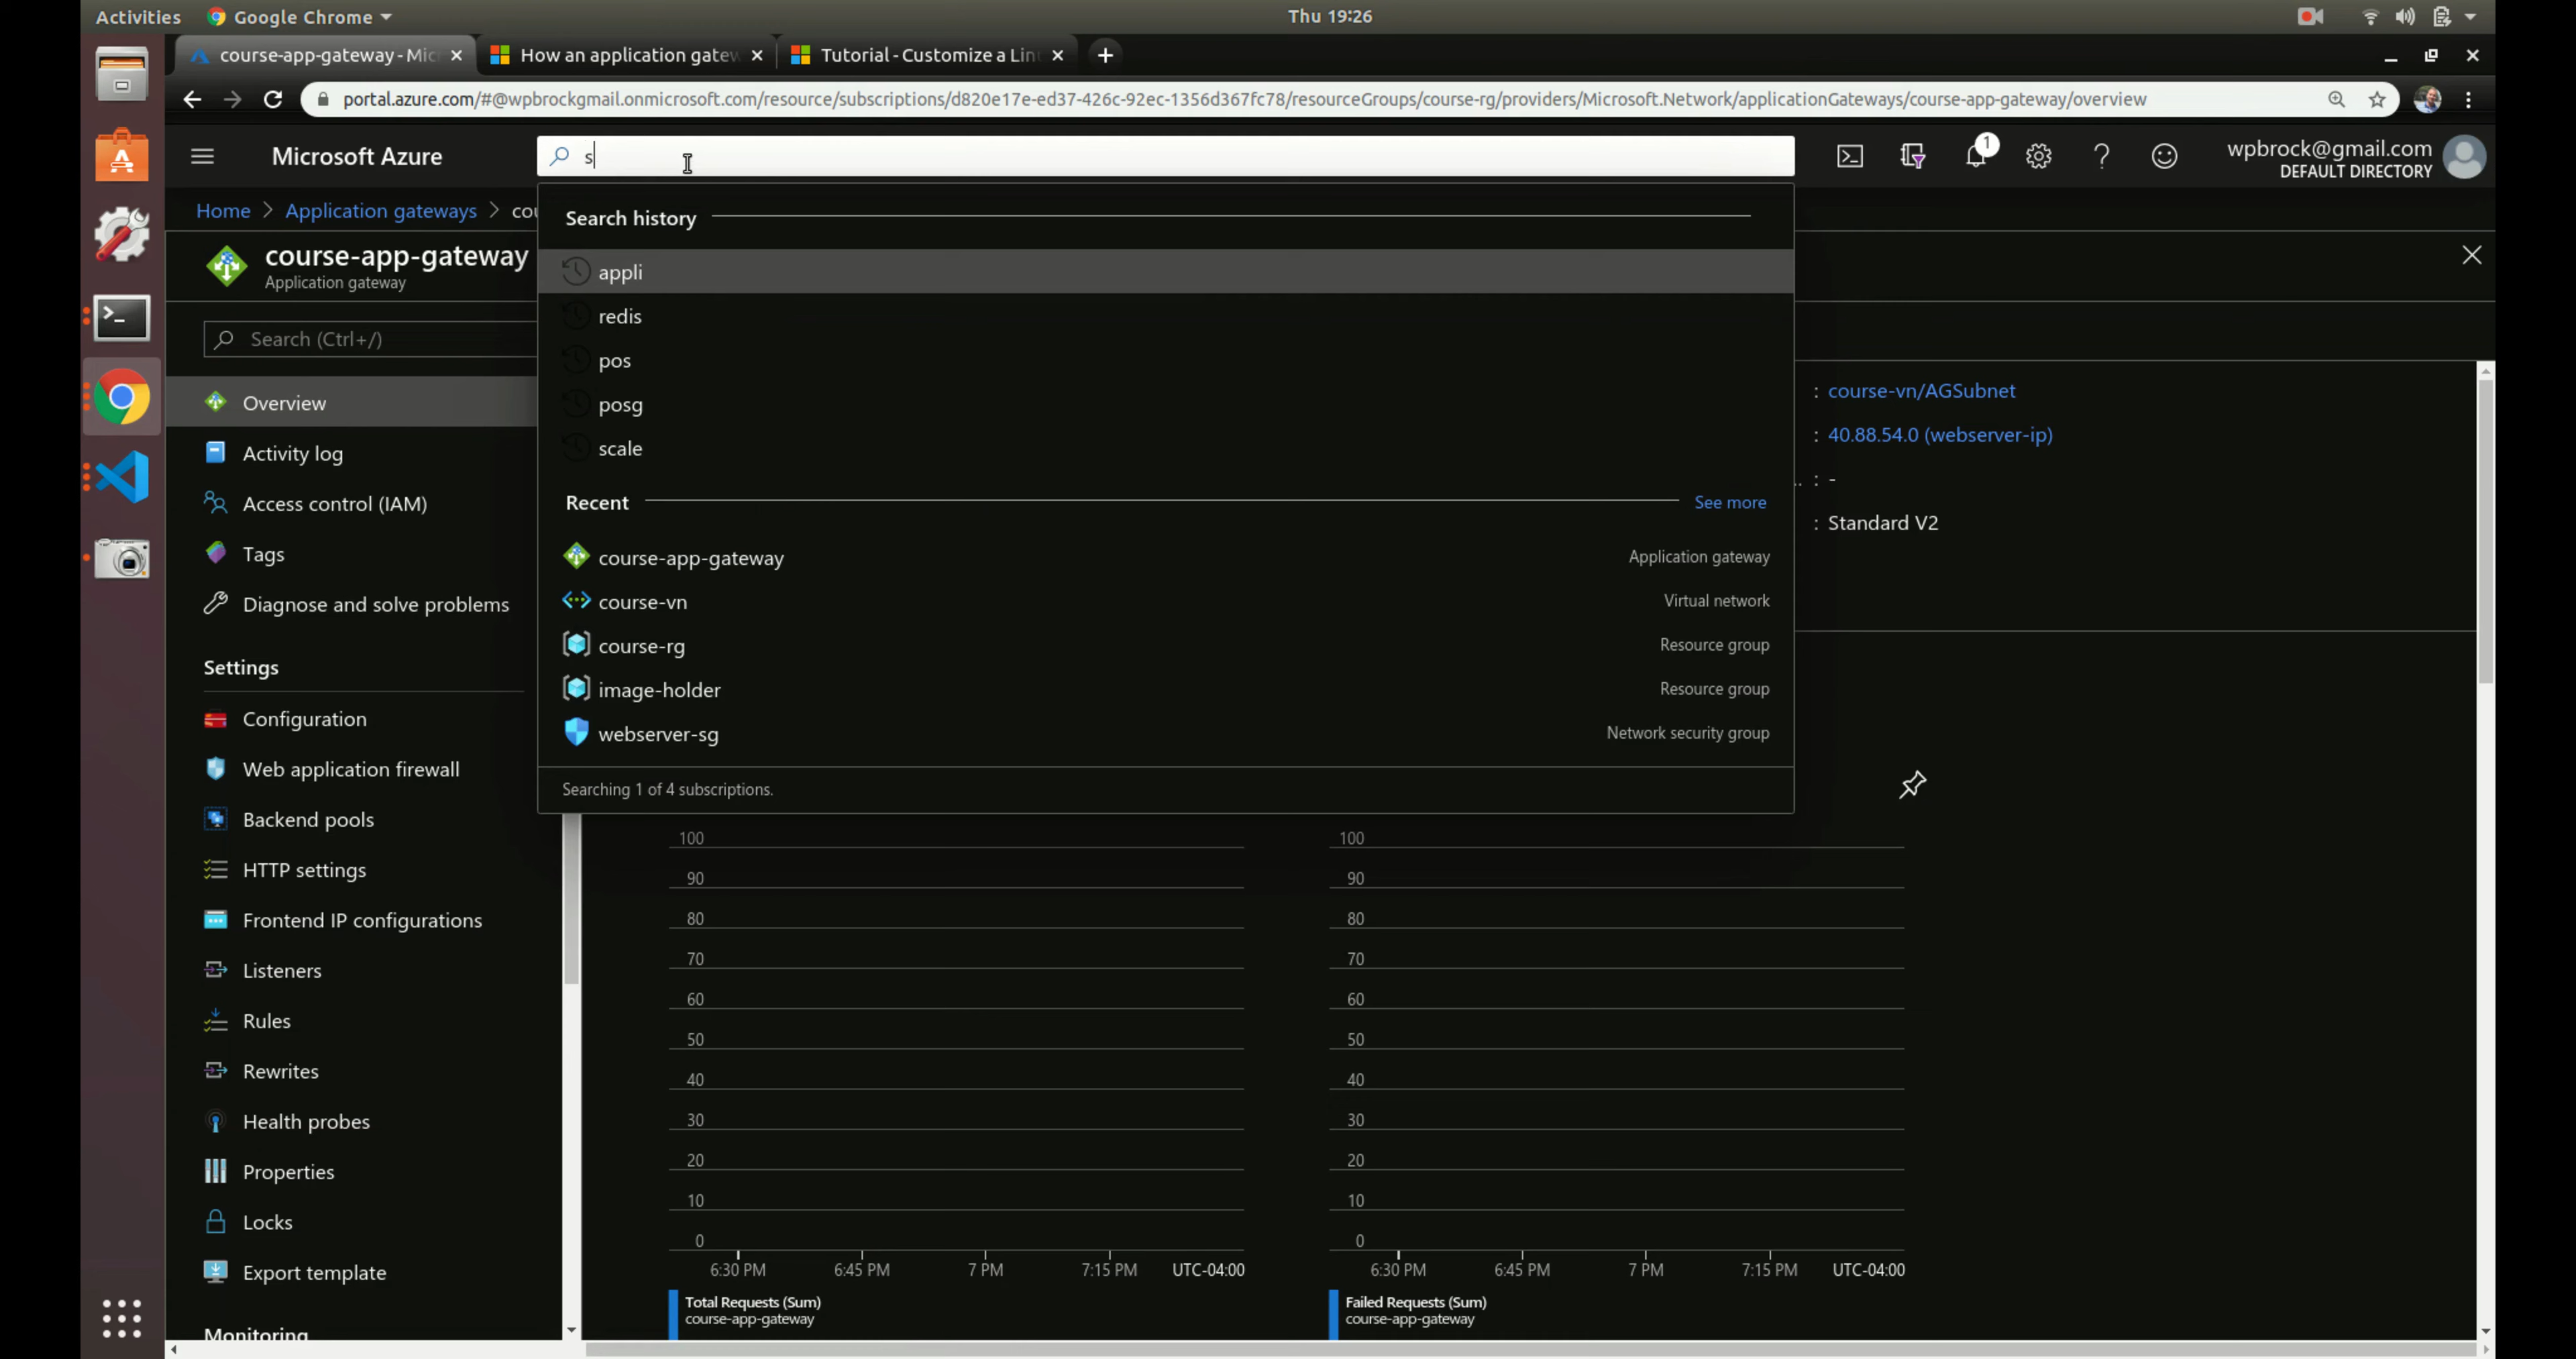 Activities
Google Chrome
Thu 19:26
course-app-gateway - Mic
How an application gatew
Tutorial - Customize a Lin
portal.azure.com/#@wpbrockgmail.onmicrosoft.com/resource/subscriptions/d820e17e-ed37-426c-92ec-1356d367fc78/resourceGroups/course-rg/providers/Microsoft.Network/applicationGateways/course-app-gateway/overview
Microsoft Azure
s
1
wpbrock@gmail.com
DEFAULT DIRECTORY
Home > Application gateways > cou
course-app-gateway
Application gateway
Search (Ctrl+/)
Overview
Activity log
Access control (IAM)
Tags
Diagnose and solve problems
Settings
Configuration
Web application firewall
Backend pools
HTTP settings
Frontend IP configurations
Listeners
Rules
Rewrites
Health probes
Properties
Locks
Export template
Monitoring
Search history
appli
redis
pos
posg
scale
Recent
See more
course-app-gateway Application gateway
course-vn Virtual network
course-rg Resource group
image-holder Resource group
webserver-sg Network security group
Searching 1 of 4 subscriptions.
: course-vn/AGSubnet
: 40.88.54.0 (webserver-ip)
.. : -
: Standard V2
100
90
80
70
60
50
40
30
20
10
0
6:30 PM 6:45 PM 7 PM 7:15 PM UTC-04:00
Total Requests (Sum)
course-app-gateway
100
90
80
70
60
50
40
30
20
10
0
6:30 PM 6:45 PM 7 PM 7:15 PM UTC-04:00
Failed Requests (Sum)
course-app-gateway